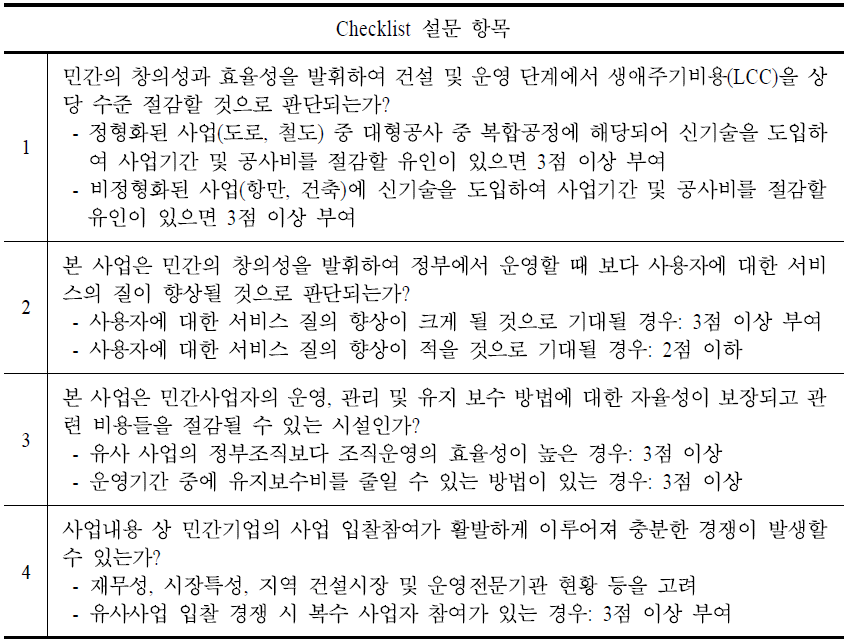 Checklist 설문 항목
1
민간의 창의성과 효율성을 발휘하여 건설 및 운영 단계에서 생애주기비용(LCC)을 상
당 수준 절감할 것으로 판단되는가?
- 정형화된 사업(도로, 철도) 중 대형공사 중 복합공정에 해당되어 신기술을 도입하
여 사업기간 및 공사비를 절감할 유인이 있으면 3점 이상 부여
- 비정형화된 사업(항만, 건축)에 신기술을 도입하여 사업기간 및 공사비를 절감할
유인이 있으면 3점 이상 부여
2
본 사업은 민간의 창의성을 발휘하여 정부에서 운영할 때 보다 사용자에 대한 서비
스의 질이 향상될 것으로 판단되는가?
- 사용자에 대한 서비스 질의 향상이 크게 될 것으로 기대될 경우: 3점 이상 부여
- 사용자에 대한 서비스 질의 향상이 적을 것으로 기대될 경우: 2점 이하
3
본 사업은 민간사업자의 운영, 관리 및 유지 보수 방법에 대한 자율성이 보장되고 관
련 비용들을 절감될 수 있는 시설인가?
- 유사 사업의 정부조직보다 조직운영의 효율성이 높은 경우: 3점 이상
- 운영기간 중에 유지보수비를 줄일 수 있는 방법이 있는 경우: 3점 이상
4
사업내용 상 민간기업의 사업 입찰참여가 활발하게 이루어져 충분한 경쟁이 발생할
수 있는가?
- 재무성, 시장특성, 지역 건설시장 및 운영전문기관 현황 등을 고려
- 유사사업 입찰 경쟁 시 복수 사업자 참여가 있는 경우: 3점 이상 부여